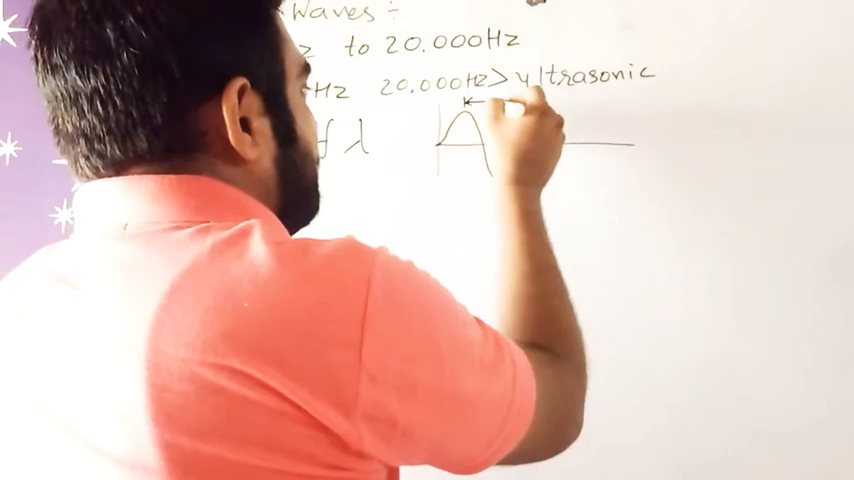 Waves ÷
z to 20.000Hz
Hz 20.000Hz > ultrasonic
f λ